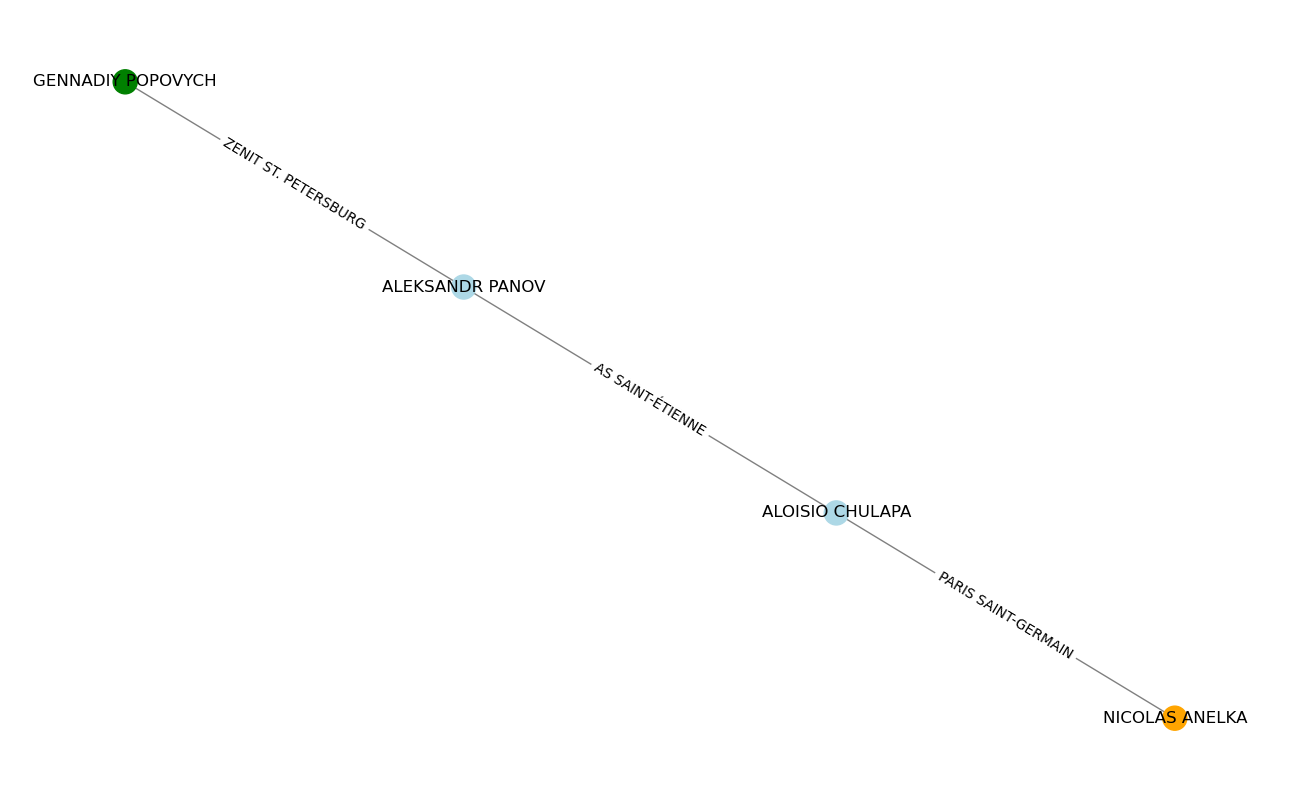 GENNADIY POPOVYCH
ZENIT ST. PETERSBURG
ALEKSANDR PANOV
AS SAINT-ÉTIENNE
ALOISIO CHULAPA
PARIS SAINT-GERMAIN
NICOLAS ANELKA